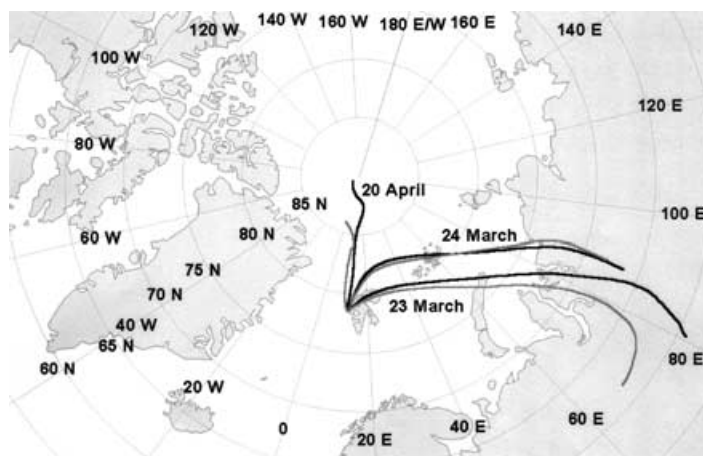 140 W
160 W
180 E/W
160 E
120 W
140 E
100 W
120 E
80 W
20 April
85 N
100 E
60 W
80 N
24 March
75 N
70 N
23 March
40 W
65 N
80 E
60 N
20 W
60 E
0
20 E
40 E